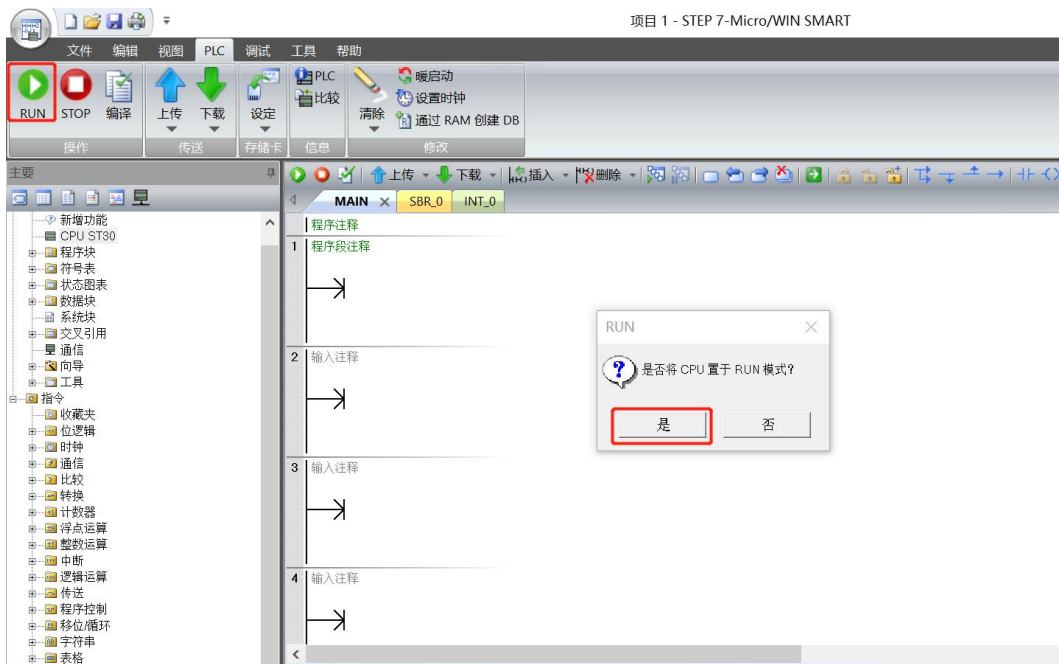 项目 1 - STEP 7-Micro/WIN SMART
文件 编辑 视图 PLC 调试 工具 帮助
RUN STOP 编译 上传 下载 设定 PLC 比较 清除 暖启动 设置时钟 通过 RAM 创建 DB
操作 传送 存储卡 信息 修改
主要
上传 下载 插入 删除
MAIN SBR_0 INT_0
新增功能
CPU ST30
程序块
符号表
状态图表
数据块
系统块
交叉引用
通信
向导
工具
指令
收藏夹
位逻辑
时钟
通信
比较
转换
计数器
浮点运算
整数运算
中断
逻辑运算
传送
程序控制
移位/循环
字符串
表格
程序注释
1 程序段注释
2 输入注释
3 输入注释
4 输入注释
RUN
是否将 CPU 置于 RUN 模式?
是 否